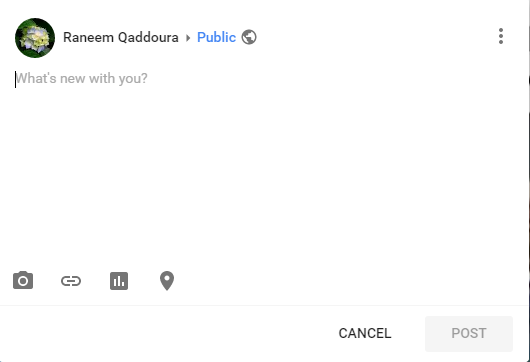 Raneem Qaddoura Public
What's new with you?
CANCEL POST